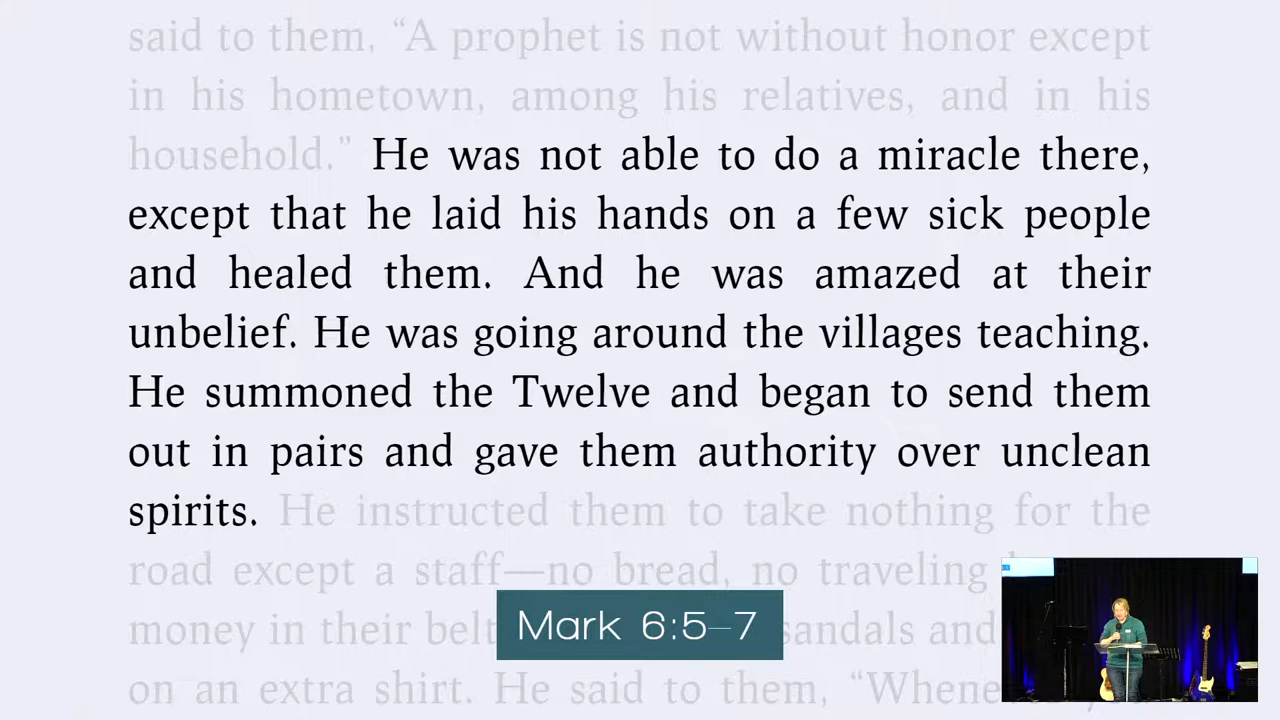 said to them, “A prophet is not without honor except
in his hometown, among his relatives, and in his
household.” He was not able to do a miracle there,
except that he laid his hands on a few sick people
and healed them. And he was amazed at their
unbelief. He was going around the villages teaching.
He summoned the Twelve and began to send them
out in pairs and gave them authority over unclean
spirits. He instructed them to take nothing for the
road except a staff—no bread, no traveling
money in their belt
sandals and
on an extra shirt. He said to them, “Whene
Mark 6:5–7